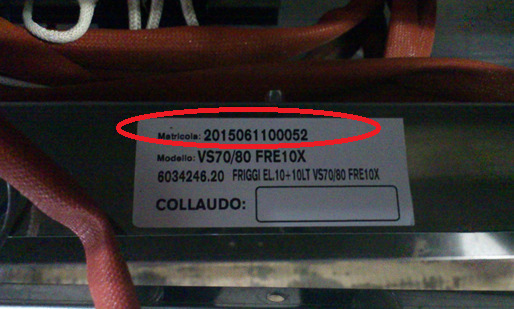 Matricola: 2015061100052
Modello: VS70/80 FRE10X
6034246.20 FRIGGI EL.10+10LT VS70/80 FRE10X
COLLAUDO: